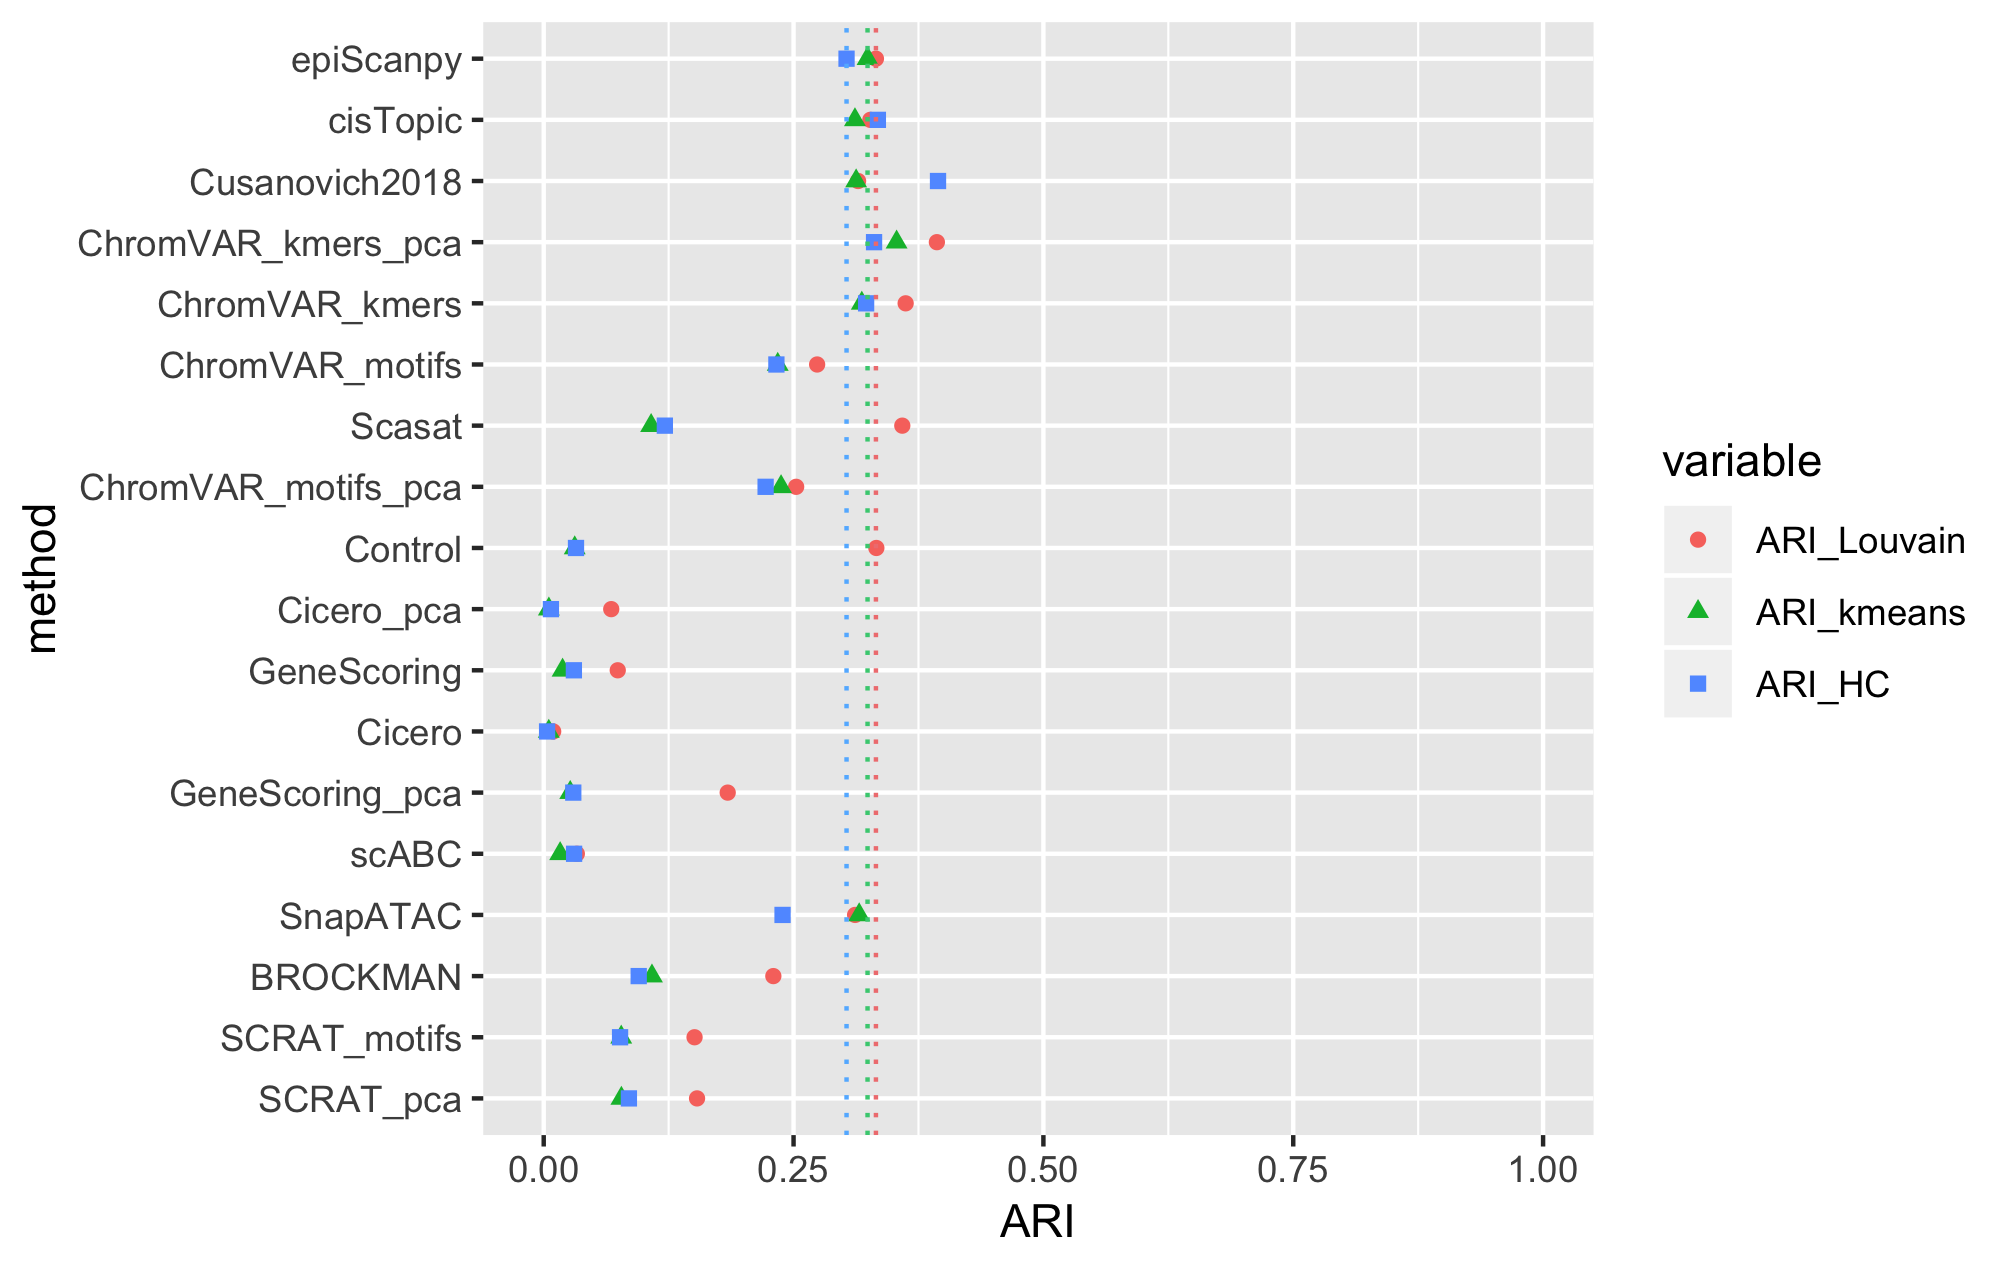 epiScanpy
cisTopic
Cusanovich2018
ChromVAR_kmers_pca
ChromVAR_kmers
ChromVAR_motifs
Scasat
ChromVAR_motifs_pca
Control
Cicero_pca
GeneScoring
Cicero
GeneScoring_pca
scABC
SnapATAC
BROCKMAN
SCRAT_motifs
SCRAT_pca
method
0.00 0.25 0.50 0.75 1.00
ARI
variable
ARI_Louvain
ARI_kmeans
ARI_HC